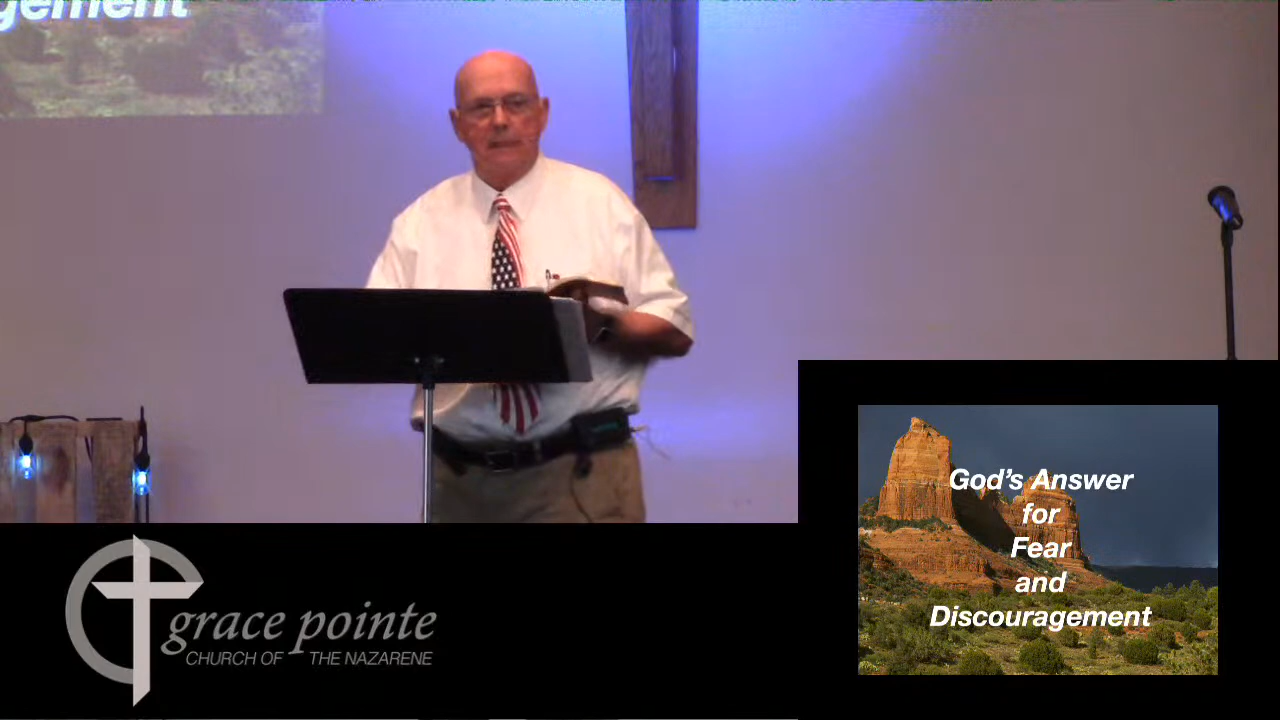 gement
God's Answer
for
Fear
and
Discouragement
grace pointe
CHURCH OF THE NAZARENE